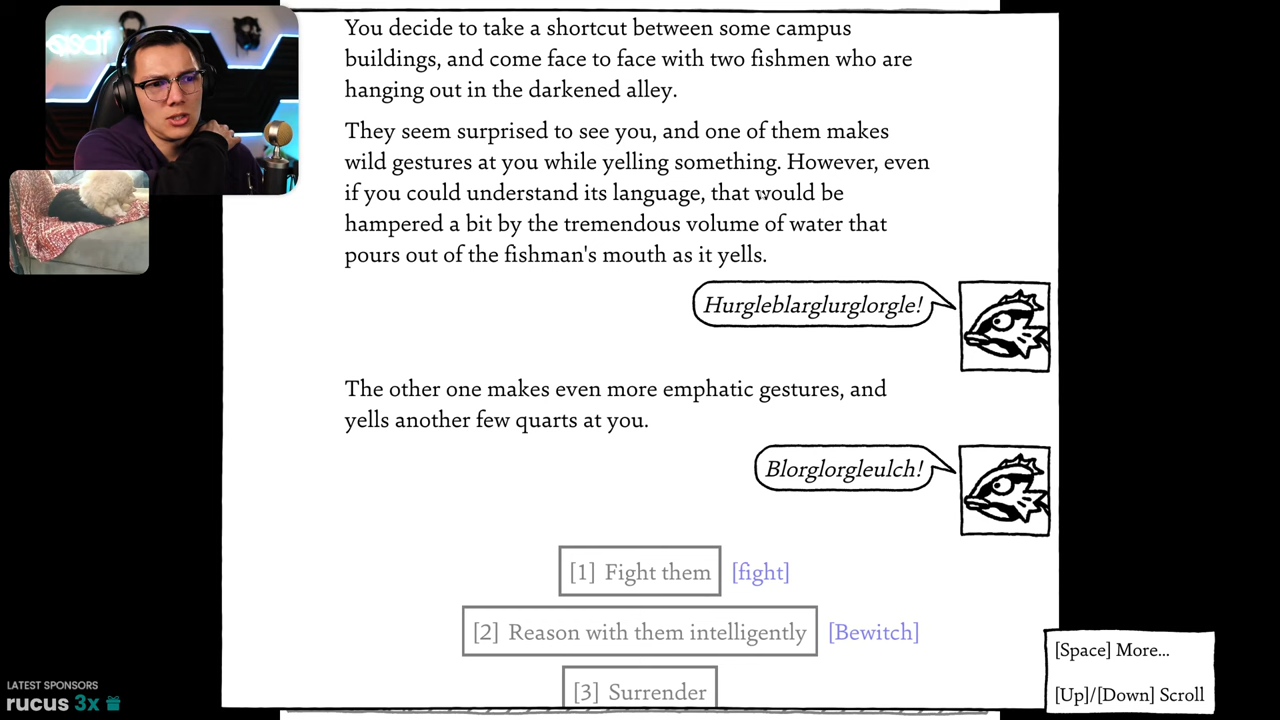 You decide to take a shortcut between some campus
buildings, and come face to face with two fishmen who are
hanging out in the darkened alley.
They seem surprised to see you, and one of them makes
wild gestures at you while yelling something. However, even
if you could understand its language, that would be
hampered a bit by the tremendous volume of water that
pours out of the fishman's mouth as it yells.
Hurgleblarglurglorgle!
The other one makes even more emphatic gestures, and
yells another few quarts at you.
Blorglorgleulch!
[1] Fight them [fight]
[2] Reason with them intelligently [Bewitch]
[3] Surrender
[Space] More...
[Up]/[Down] Scroll
LATEST SPONSORS
rucus 3x